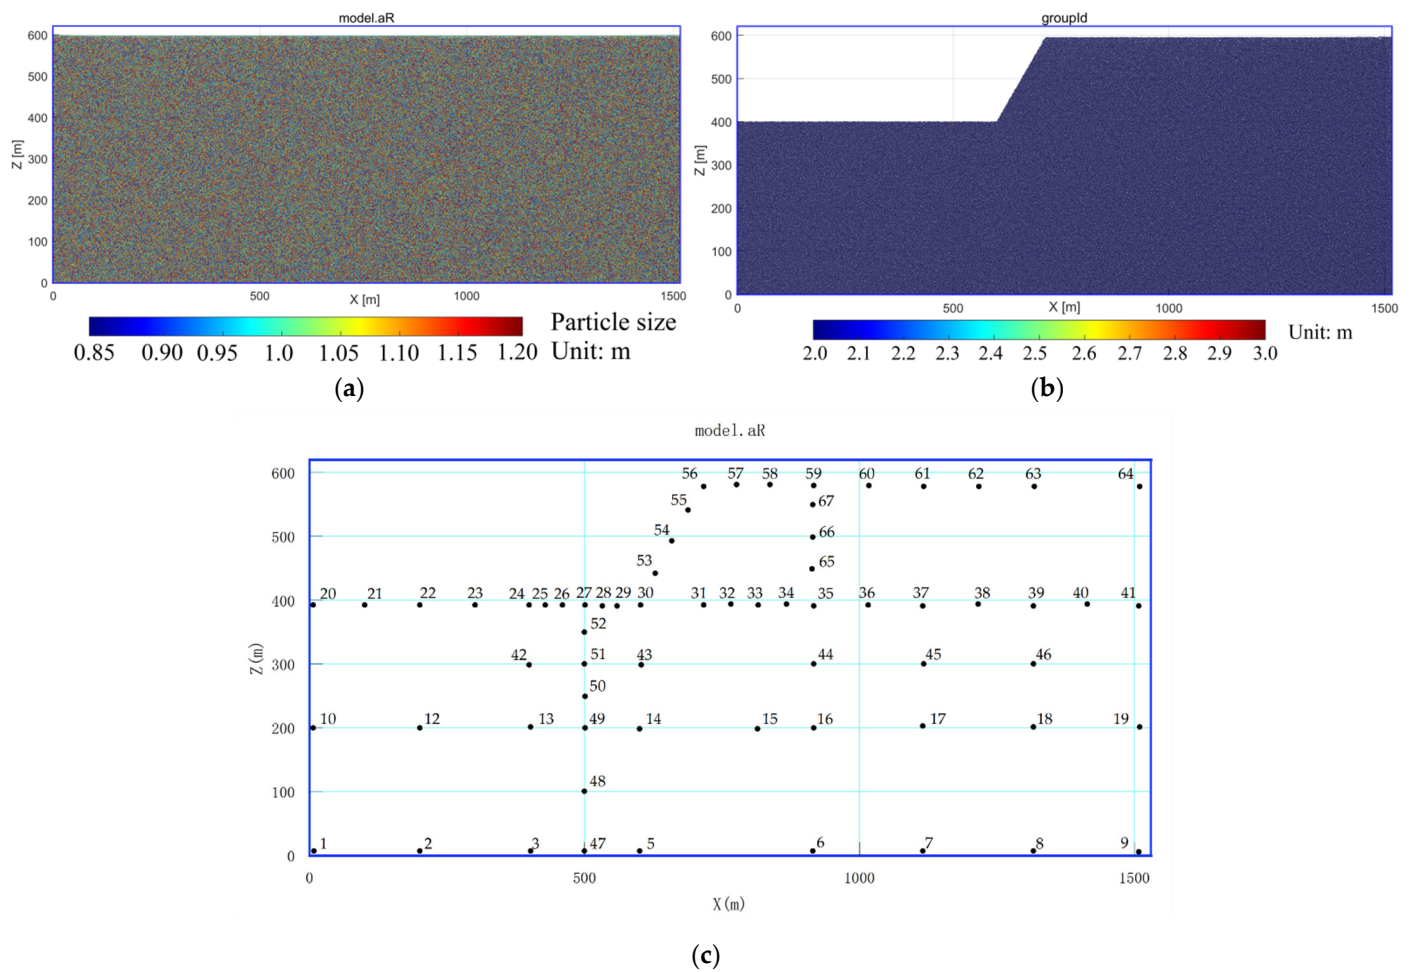 model.aR
600
500
400
300
200
100
0
Z [m]
0 500 1000 1500
X [m]
0.85 0.90 0.95 1.0 1.05 1.10 1.15 1.20
Particle size
Unit: m
(a)
groupId
600
500
400
300
200
100
0
Z [m]
0 500 1000 1500
X [m]
2.0 2.1 2.2 2.3 2.4 2.5 2.6 2.7 2.8 2.9 3.0
Unit: m
(b)
model.aR
600
500
400
300
200
100
0
Z(m)
56 57 58 59 60 61 62 63 64
55 67
54 66
53 65
20 21 22 23 24 25 26 27 28 29 30 31 32 33 34 35 36 37 38 39 40 41
52
42 51 43 44 45 46
50
10 12 13 49 14 15 16 17 18 19
48
1 2 3 47 5 6 7 8 9
0 500 1000 1500
X(m)
(c)